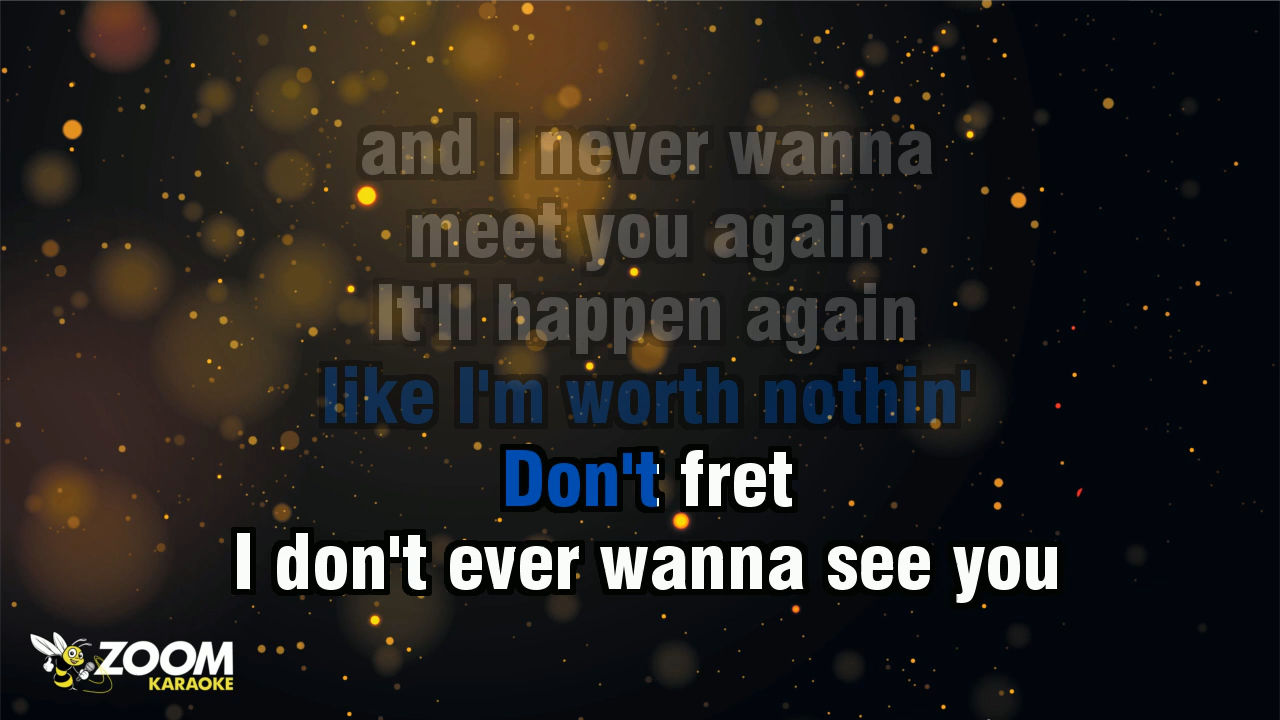 and I never wanna
meet you again
It'll happen again
like I'm worth nothin'
Don't fret
I don't ever wanna see you
ZOOM
KARAOKE